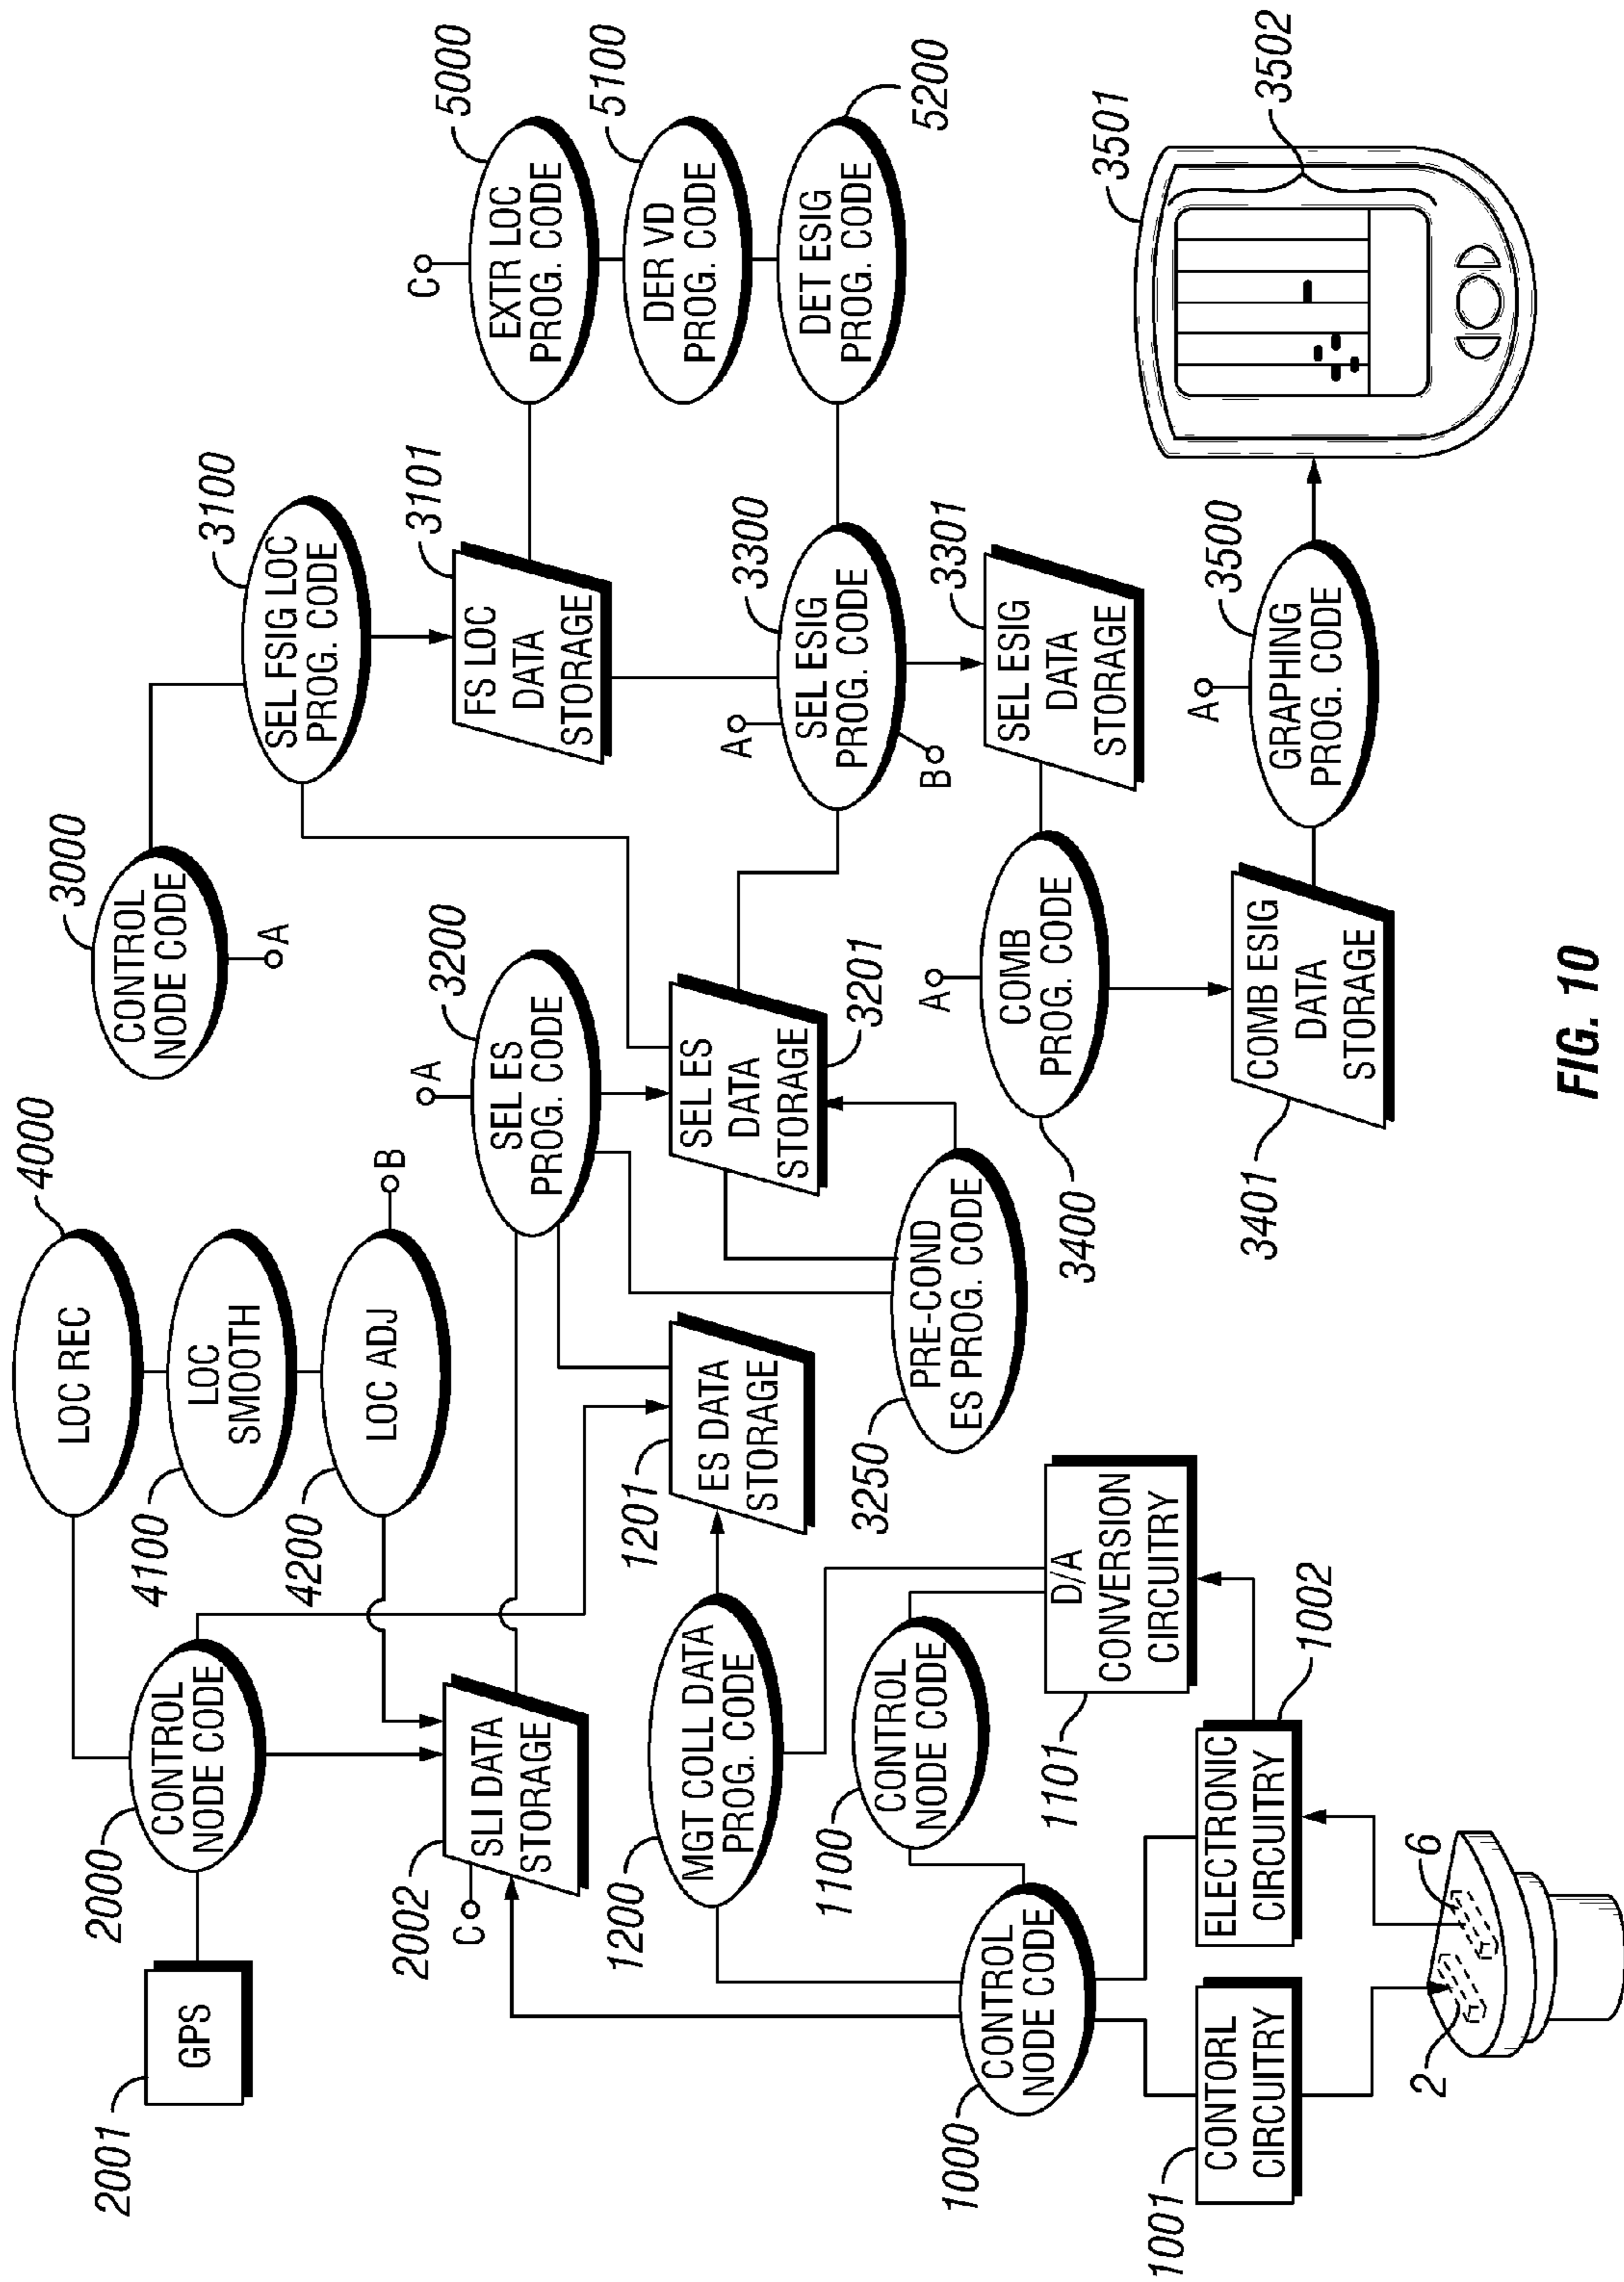 2001
GPS
2000
CONTROL
NODE CODE
4000
LOC REC
4100
LOC
SMOOTH
4200
LOC ADJ
B
3000
CONTROL
NODE CODE
A
3100
SEL FSIG LOC
PROG. CODE
3101
FS LOC
DATA
STORAGE
C
5000
EXTR LOC
PROG. CODE
5100
DER VD
PROG. CODE
5200
DET ESIG
PROG. CODE
2002
SLI DATA
STORAGE
C
A
3200
SEL ES
PROG. CODE
3201
SEL ES
DATA
STORAGE
1201
ES DATA
STORAGE
3250
PRE-COND
ES PROG. CODE
A
3300
SEL ESIG
PROG. CODE
B
3301
SEL ESIG
DATA
STORAGE
1200
MGT COLL DATA
PROG. CODE
1100
CONTROL
NODE CODE
1101
D/A
CONVERSION
CIRCUITRY
1000
CONTROL
NODE CODE
1001
CONTORL
CIRCUITRY
1002
ELECTRONIC
CIRCUITRY
2
6
A
3400
COMB
PROG. CODE
3401
COMB ESIG
DATA
STORAGE
A
3500
GRAPHING
PROG. CODE
3501
3502
FIG. 10